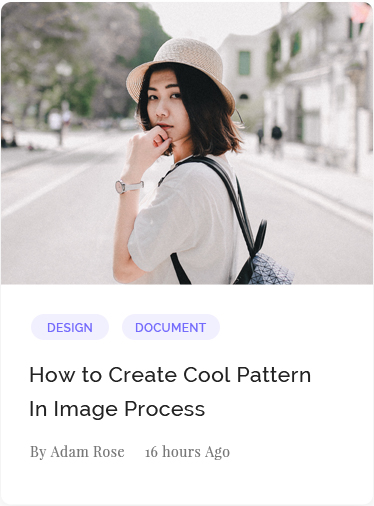 DESIGN DOCUMENT
How to Create Cool Pattern
In Image Process
By Adam Rose 16 hours Ago